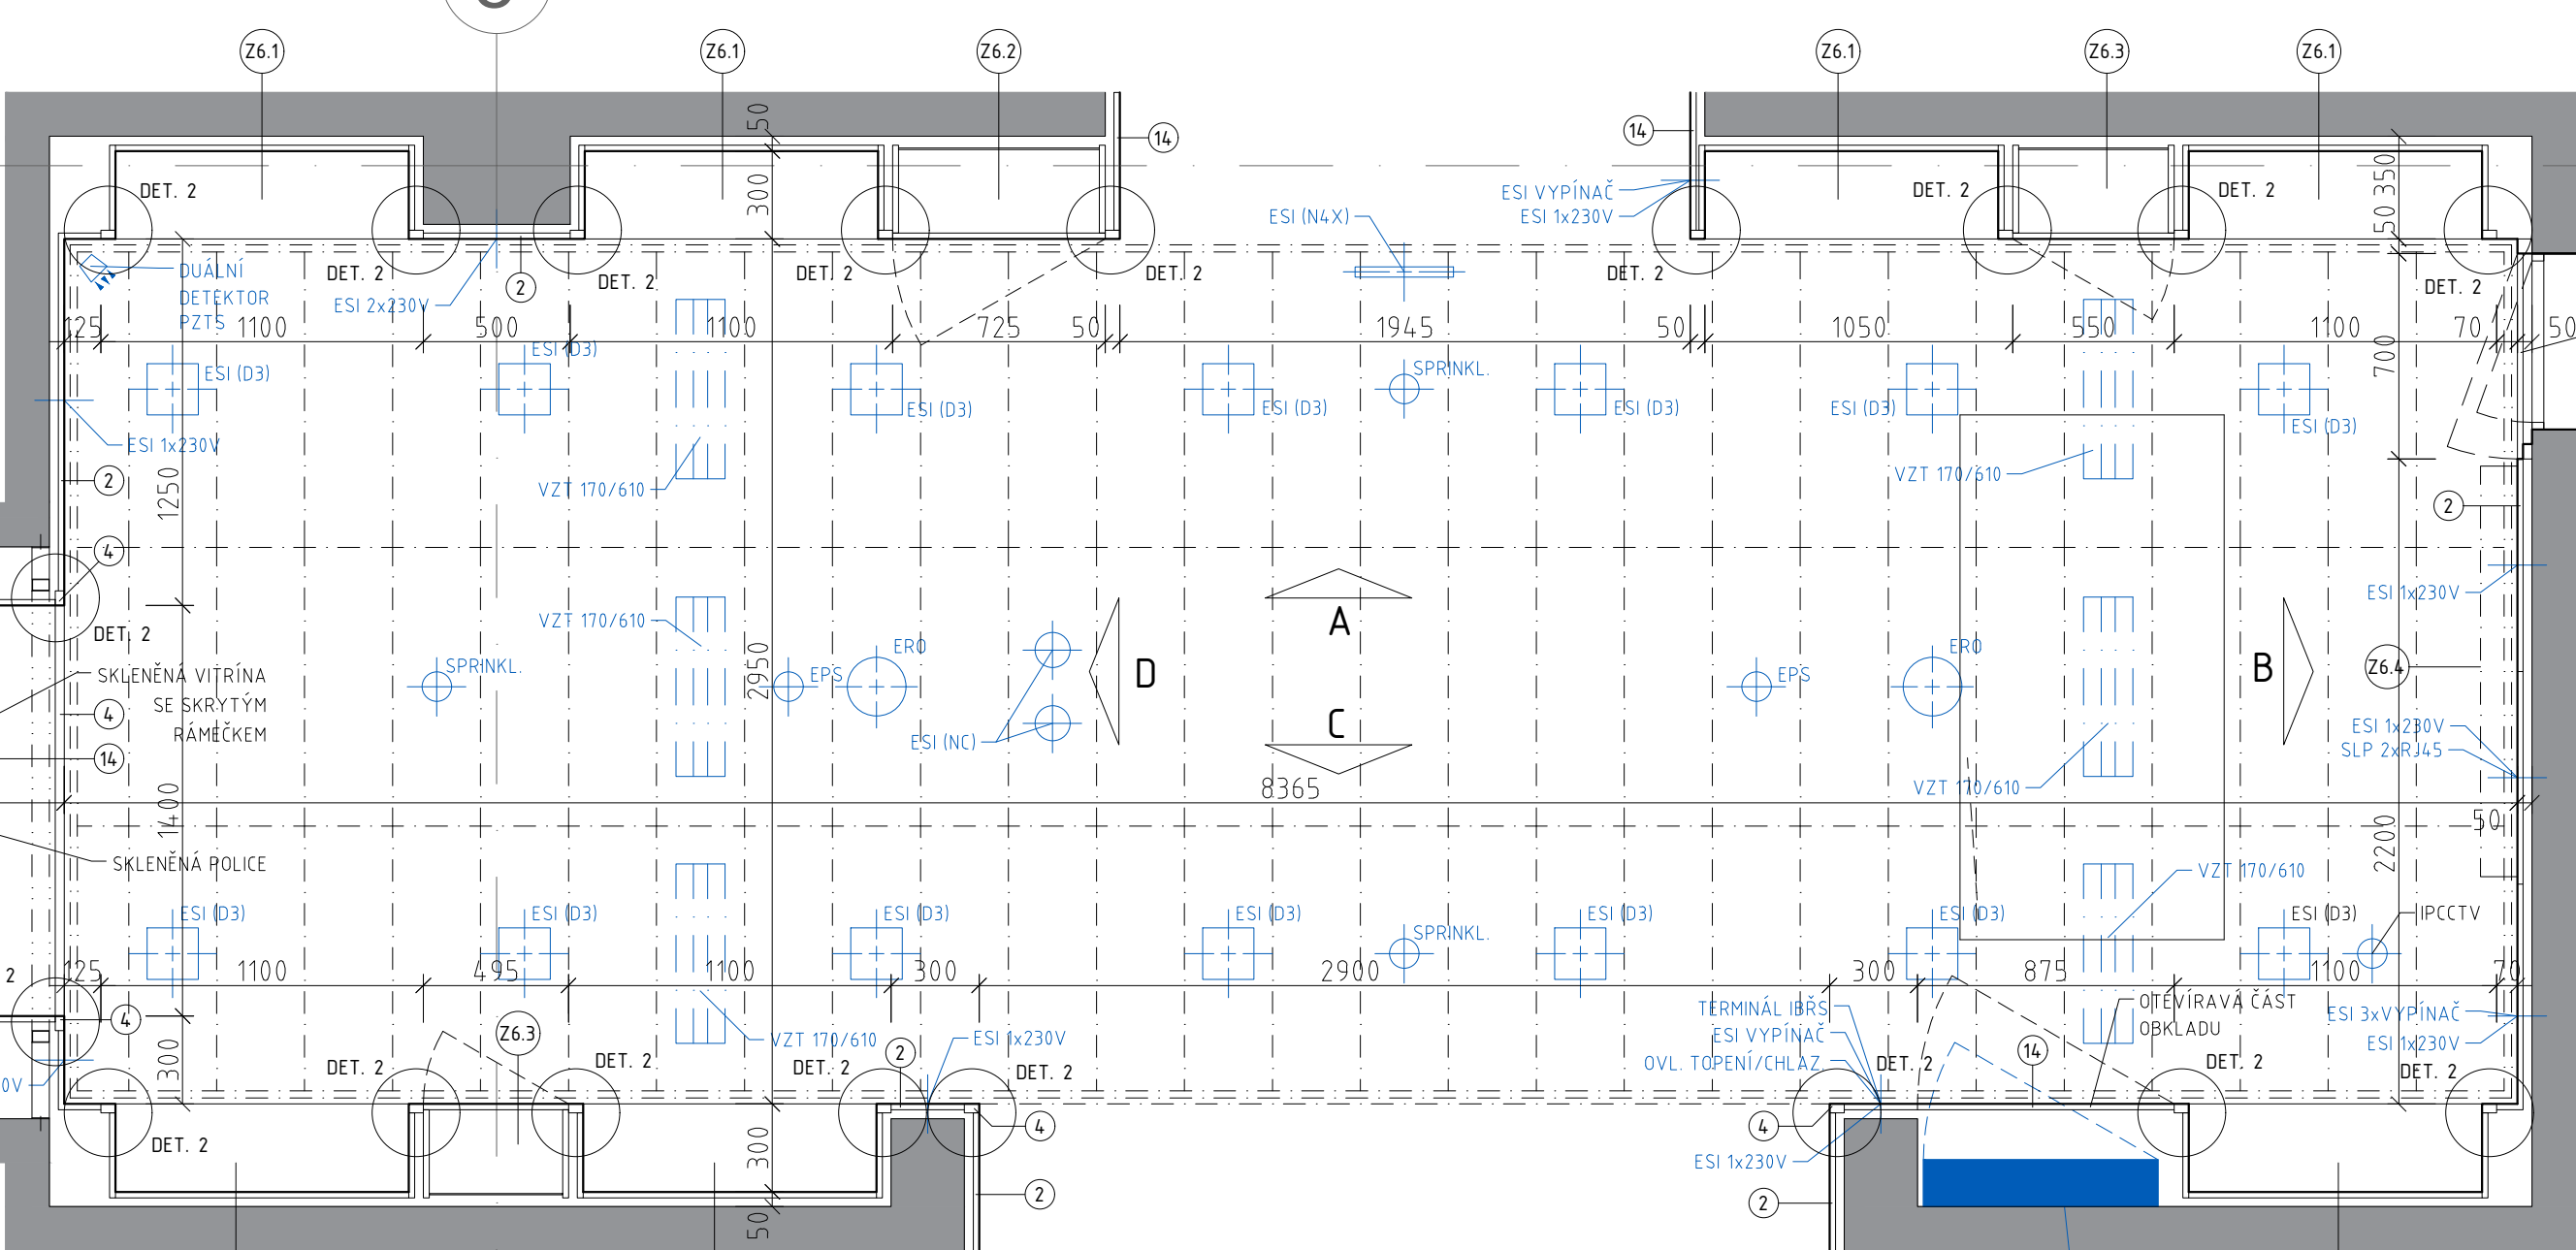 Z6.1
Z6.1
Z6.2
Z6.1
Z6.3
Z6.1
50
14
14
DET. 2
300
ESI VYPÍNAČ
ESI 1x230V
ESI (N4X)
DET. 2
DET. 2
350
50
DUÁLNÍ
DETEKTOR
PZTS
DET. 2
ESI 2x230V
2
DET. 2
DET. 2
DET. 2
DET. 2
DET. 2
125
1100
500
1100
725
50
1945
50
1050
550
1100
70
50
700
ESI (D3)
ESI (D3)
ESI (D3)
ESI (D3)
SPRINKL.
ESI (D3)
ESI (D3)
ESI (D3)
ESI 1x230V
2
1250
VZT 170/610
VZT 170/610
2
4
DET. 2
VZT 170/610
A
ESI 1x230V
SKLENĚNÁ VITRÍNA
SE SKRYTÝM
RÁMEČKEM
SPRINKL.
2950
EPS
ERO
D
EPS
ERO
B
Z6.4
4
14
ESI (NC)
C
ESI 1x230V
SLP 2xRJ45
VZT 170/610
8365
1400
50
2200
SKLENĚNÁ POLICE
VZT 170/610
ESI (D3)
ESI (D3)
ESI (D3)
ESI (D3)
SPRINKL.
ESI (D3)
ESI (D3)
ESI (D3)
IPCCTV
2
125
1100
495
1100
300
2900
300
875
1100
70
4
Z6.3
VZT 170/610
2
ESI 1x230V
TERMINÁL IBŘS
ESI VYPÍNAČ
OVL. TOPENÍ/CHLAZ.
OTEVÍRAVÁ ČÁST
OBKLADU
ESI 3xVYPÍNAČ
ESI 1x230V
300
DET. 2
DET. 2
DET. 2
DET. 2
DET. 2
14
DET. 2
DET. 2
0V
DET. 2
300
4
4
ESI 1x230V
2
2
50